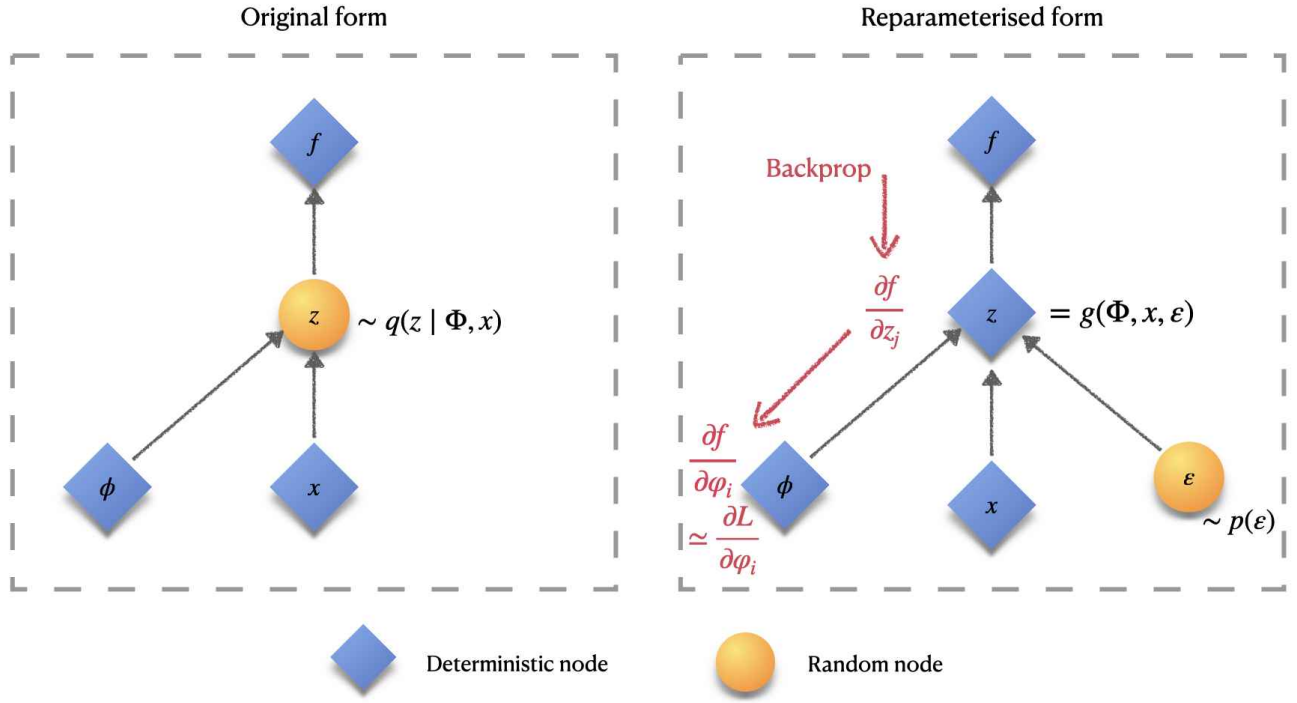 Original form
f
z
~ q(z | Φ, x)
ϕ
x
Reparameterised form
f
Backprop
∂f
∂z_j
z
= g(Φ, x, ε)
∂f
∂φ_i
≃ ∂L
∂φ_i
ϕ
x
ε
~ p(ε)
Deterministic node
Random node